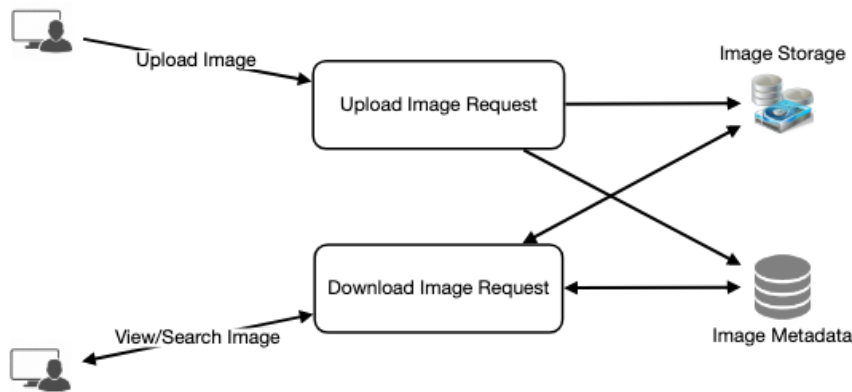 Upload Image
Image Storage
Upload Image Request
Download Image Request
View/Search Image
Image Metadata